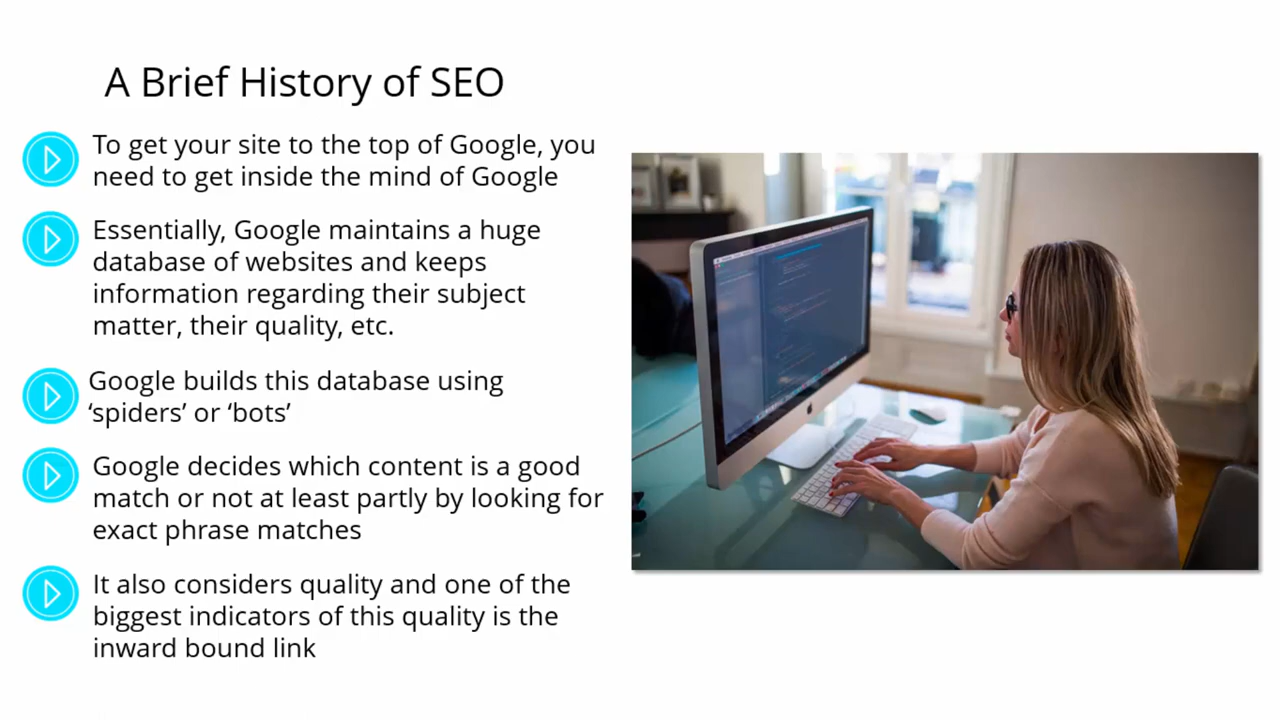 A Brief History of SEO
To get your site to the top of Google, you
need to get inside the mind of Google
Essentially, Google maintains a huge
database of websites and keeps
information regarding their subject
matter, their quality, etc.
Google builds this database using
‘spiders’ or ‘bots’
Google decides which content is a good
match or not at least partly by looking for
exact phrase matches
It also considers quality and one of the
biggest indicators of this quality is the
inward bound link